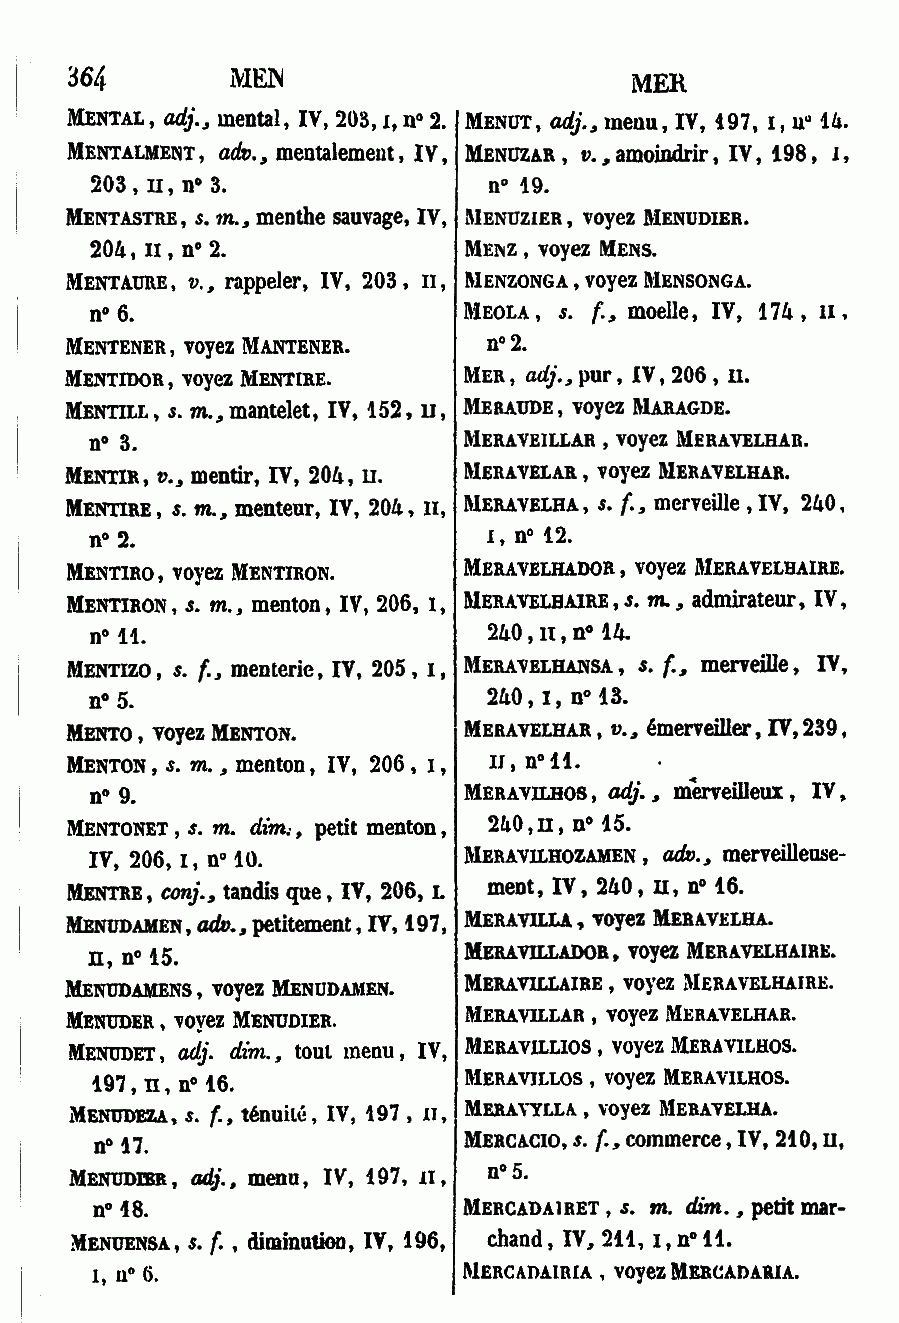 364 MEN
MENTAL, adj., mental, IV, 203, I, n° 2.
MENTALMENT, adv., mentalement, IV,
203, II, n° 3.
MENTASTRE, s. m., menthe sauvage, IV,
204, II, n° 2.
MENTAURE, v., rappeler, IV, 203, II,
n° 6.
MENTENER, voyez MANTENER.
MENTIDOR, voyez MENTIRE.
MENTILL, s. m., mantelet, IV, 152, II,
n° 3.
MENTIR, v., mentir, IV, 204, II.
MENTIRE, s. m., menteur, IV, 204, II,
n° 2.
MENTIRO, voyez MENTIRON.
MENTIRON, s. m., menton, IV, 206, I,
n° 11.
MENTIZO, s. f., menterie, IV, 205, I,
n° 5.
MENTO, voyez MENTON.
MENTON, s. m., menton, IV, 206, I,
n° 9.
MENTONET, s. m. dim., petit menton,
IV, 206, I, n° 10.
MENTRE, conj., tandis que, IV, 206, I.
MENUDAMEN, adv., petitement, IV, 197,
II, n° 15.
MENUDAMENS, voyez MENUDAMEN.
MENUDER, voyez MENUDIER.
MENUDET, adj. dim., tout menu, IV,
197, II, n° 16.
MENUDEZA, s. f., ténuité, IV, 197, II,
n° 17.
MENUDIER, adj., menu, IV, 197, II,
n° 18.
MENUENSA, s. f., diminution, IV, 196,
I, n° 6.
MER
MENUT, adj., menu, IV, 197, I, n° 14.
MENUZAR, v., amoindrir, IV, 198, I,
n° 19.
MENUZIER, voyez MENUDIER.
MENZ, voyez MENS.
MENZONGA, voyez MENSONGA.
MEOLA, s. f., moelle, IV, 174, II,
n° 2.
MER, adj., pur, IV, 206, II.
MERAUDE, voyez MARAGDE.
MERAVEILLAR, voyez MERAVELHAR.
MERAVELAR, voyez MERAVELHAR.
MERAVELHA, s. f., merveille, IV, 240,
I, n° 12.
MERAVELHADOR, voyez MERAVELHAIRE.
MERAVELHAIRE, s. m., admirateur, IV,
240, II, n° 14.
MERAVELHANSA, s. f., merveille, IV,
240, I, n° 13.
MERAVELHAR, v., émerveiller, IV, 239,
II, n° 11.
MERAVILHOS, adj., merveilleux, IV,
240, II, n° 15.
MERAVILHOZAMEN, adv., merveilleuse-
ment, IV, 240, II, n° 16.
MERAVILLA, voyez MERAVELHA.
MERAVILLADOR, voyez MERAVELHAIRE.
MERAVILLAIRE, voyez MERAVELHAIRE.
MERAVILLAR, voyez MERAVELHAR.
MERAVILLIOS, voyez MERAVILHOS.
MERAVILLOS, voyez MERAVILHOS.
MERAVYLLA, voyez MERAVELHA.
MERCACIO, s. f., commerce, IV, 210, II,
n° 5.
MERCADAIRET, s. m. dim., petit mar-
chand, IV, 211, I, n° 11.
MERCADAIRIA, voyez MERCADARIA.